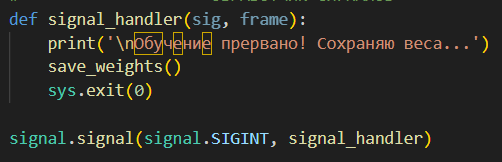 def signal_handler(sig, frame):
    print('\nОбучение прервано! Сохраняю веса...')
    save_weights()
    sys.exit(0)
signal.signal(signal.SIGINT, signal_handler)